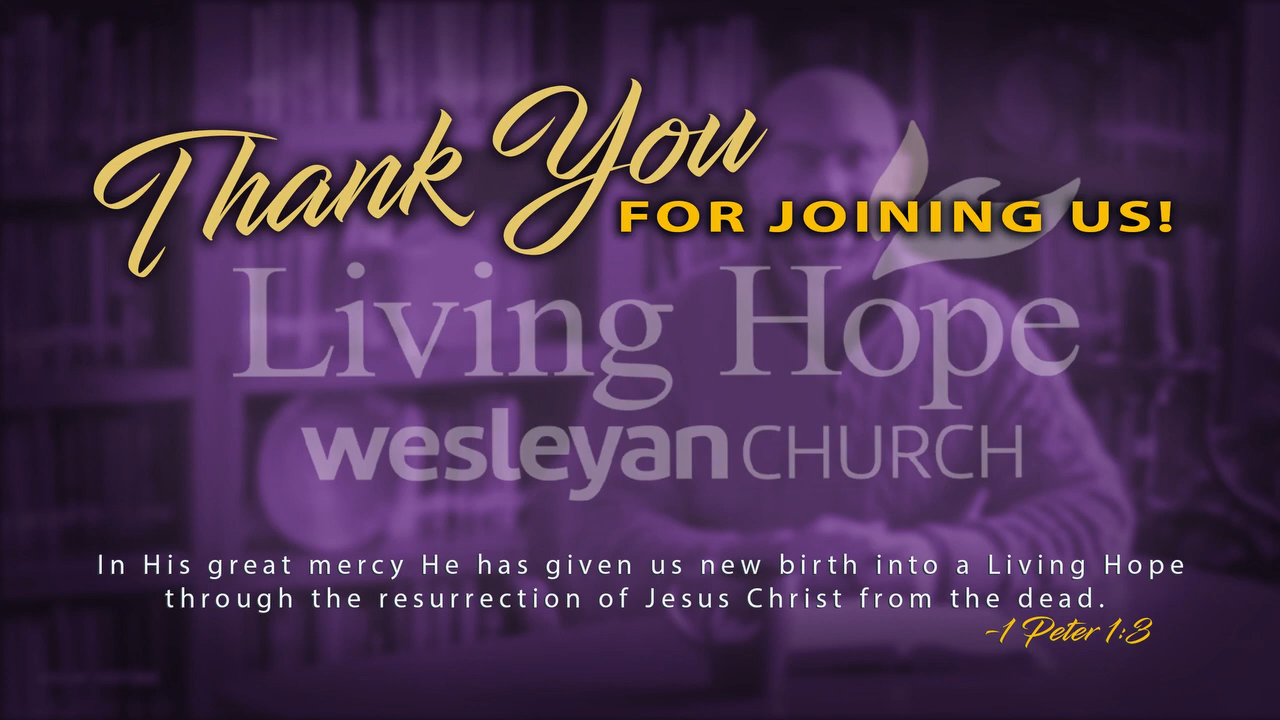 Thank You
FOR JOINING US!
Living Hope
wesleyan CHURCH
In His great mercy He has given us new birth into a Living Hope
through the resurrection of Jesus Christ from the dead.
-1 Peter 1:3